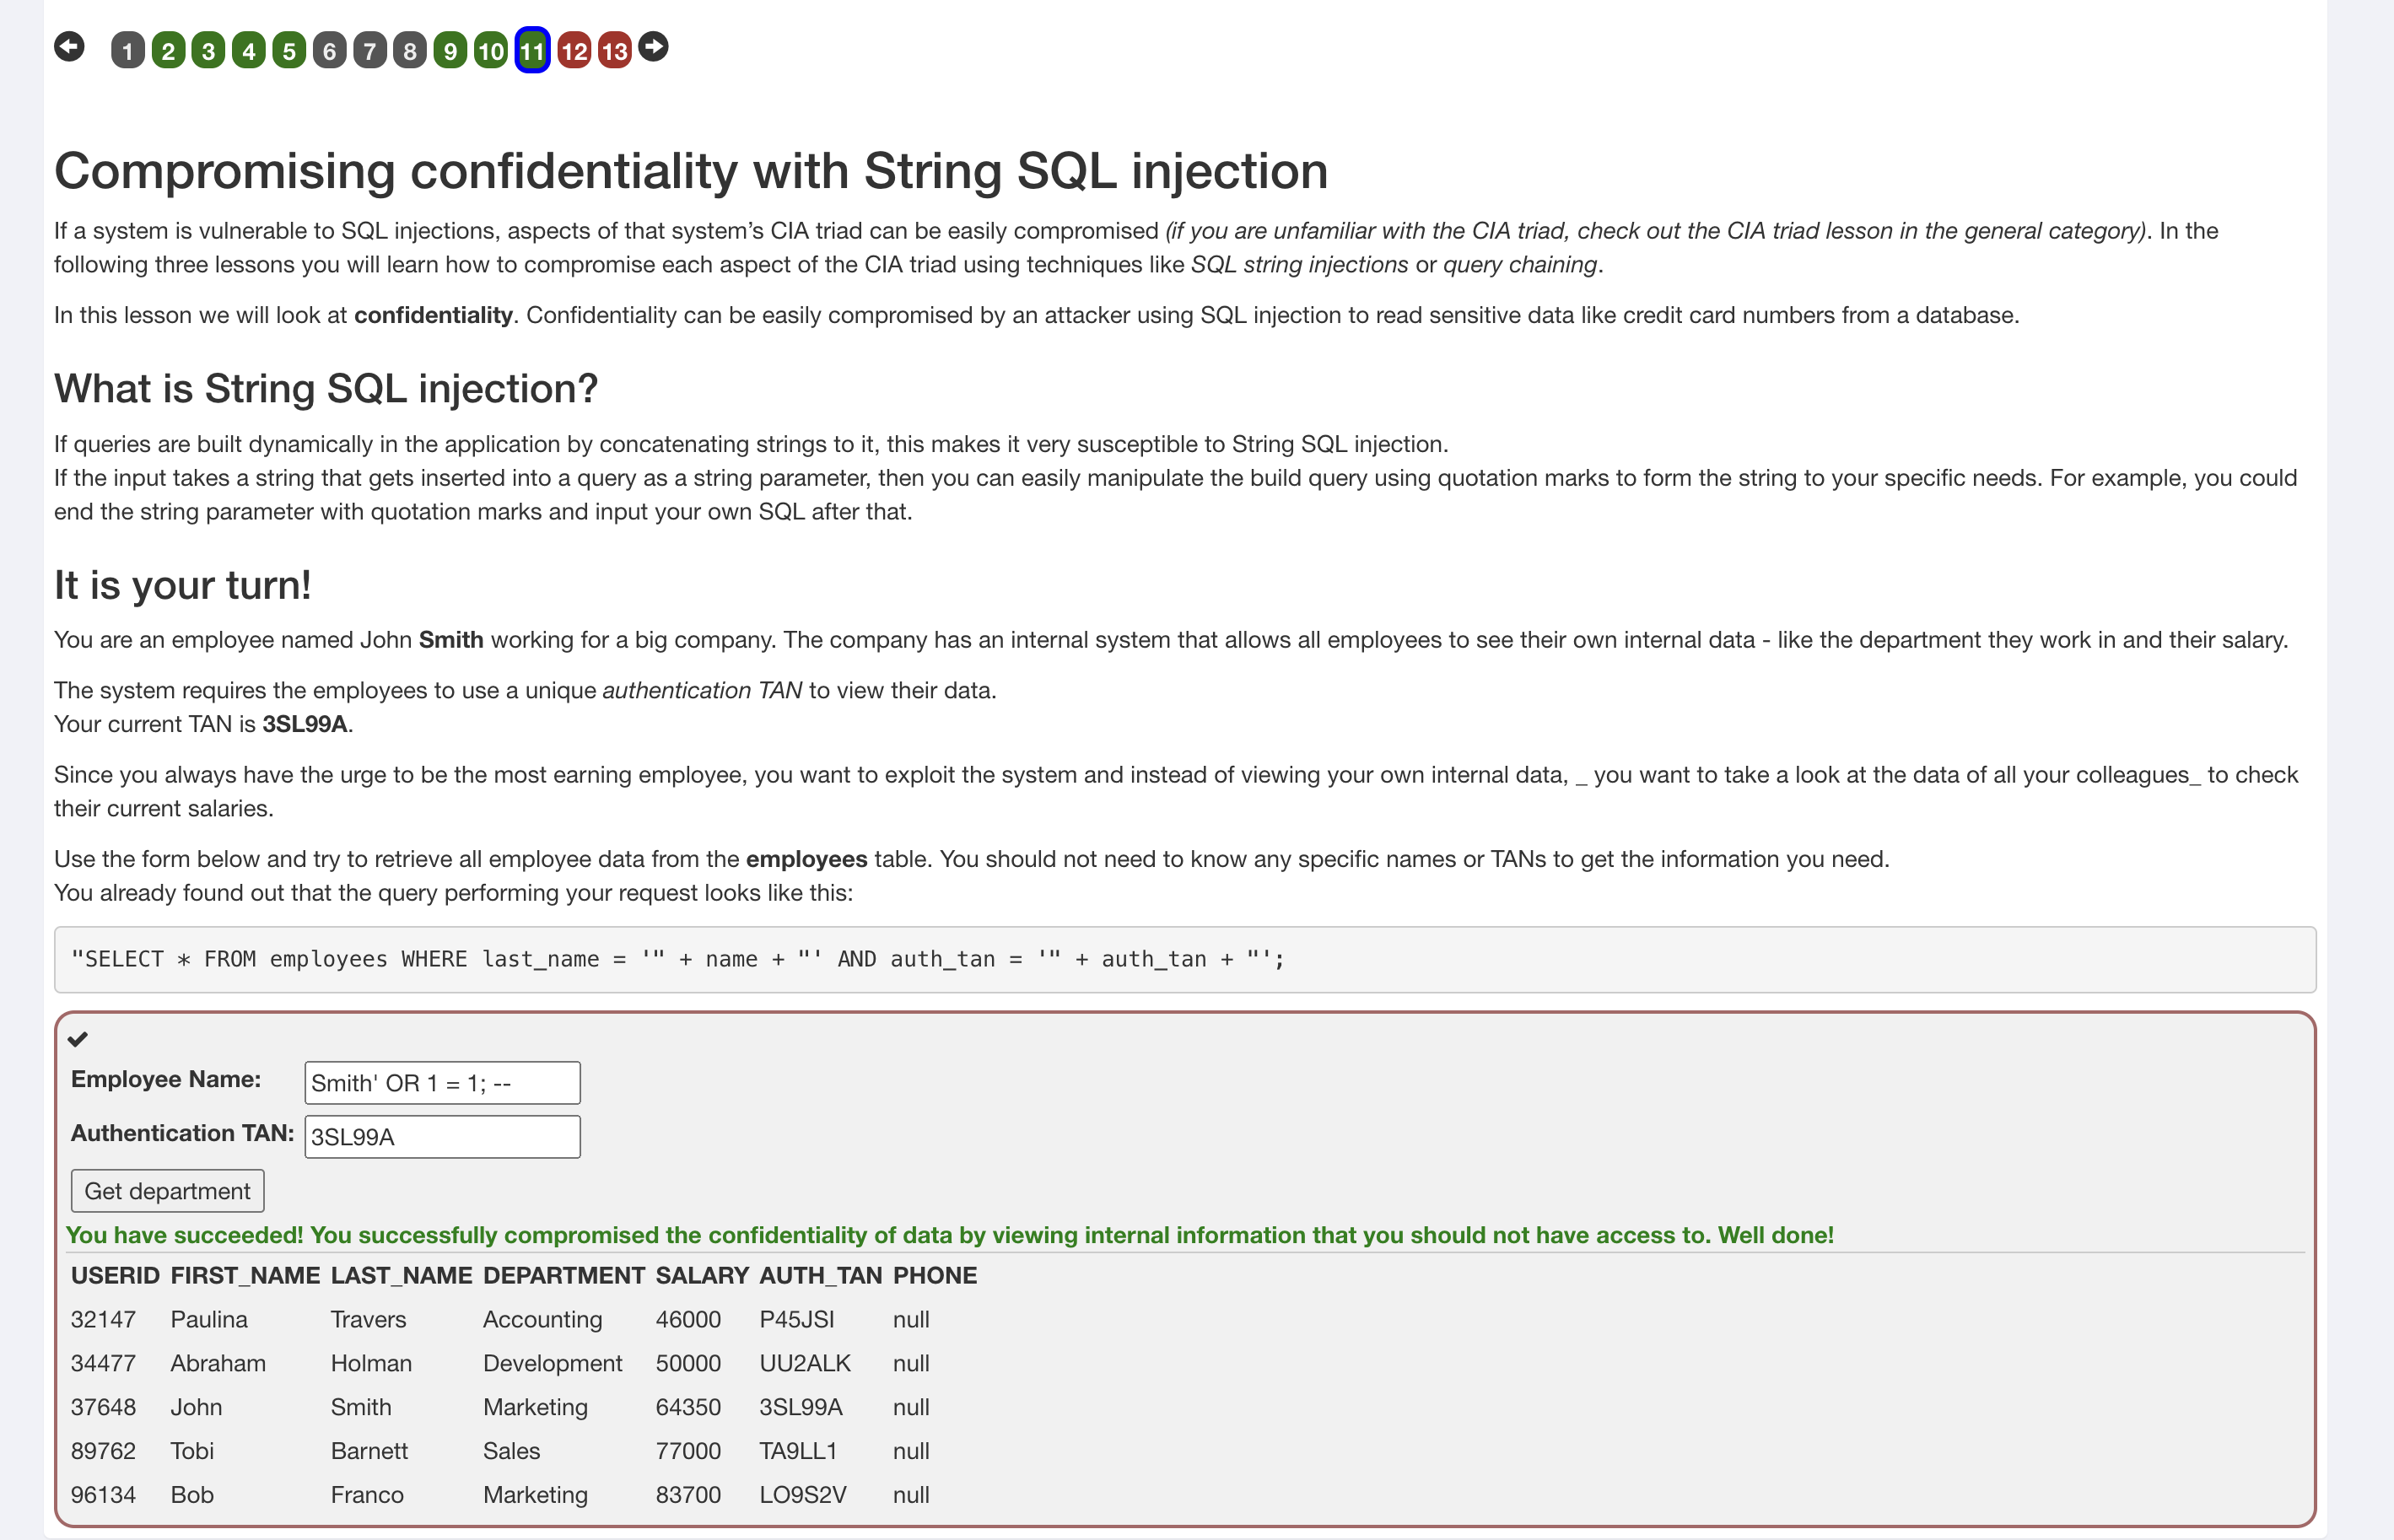 1 2 3 4 5 6 7 8 9 10 11 12 13
Compromising confidentiality with String SQL injection
If a system is vulnerable to SQL injections, aspects of that system’s CIA triad can be easily compromised (if you are unfamiliar with the CIA triad, check out the CIA triad lesson in the general category). In the
following three lessons you will learn how to compromise each aspect of the CIA triad using techniques like SQL string injections or query chaining.
In this lesson we will look at confidentiality. Confidentiality can be easily compromised by an attacker using SQL injection to read sensitive data like credit card numbers from a database.
What is String SQL injection?
If queries are built dynamically in the application by concatenating strings to it, this makes it very susceptible to String SQL injection.
If the input takes a string that gets inserted into a query as a string parameter, then you can easily manipulate the build query using quotation marks to form the string to your specific needs. For example, you could
end the string parameter with quotation marks and input your own SQL after that.
It is your turn!
You are an employee named John Smith working for a big company. The company has an internal system that allows all employees to see their own internal data - like the department they work in and their salary.
The system requires the employees to use a unique authentication TAN to view their data.
Your current TAN is 3SL99A.
Since you always have the urge to be the most earning employee, you want to exploit the system and instead of viewing your own internal data, _ you want to take a look at the data of all your colleagues_ to check
their current salaries.
Use the form below and try to retrieve all employee data from the employees table. You should not need to know any specific names or TANs to get the information you need.
You already found out that the query performing your request looks like this:
"SELECT * FROM employees WHERE last_name = '" + name + "' AND auth_tan = '" + auth_tan + "';
Employee Name: Smith' OR 1 = 1; --
Authentication TAN: 3SL99A
Get department
You have succeeded! You successfully compromised the confidentiality of data by viewing internal information that you should not have access to. Well done!
USERID FIRST_NAME LAST_NAME DEPARTMENT SALARY AUTH_TAN PHONE
32147 Paulina Travers Accounting 46000 P45JSI null
34477 Abraham Holman Development 50000 UU2ALK null
37648 John Smith Marketing 64350 3SL99A null
89762 Tobi Barnett Sales 77000 TA9LL1 null
96134 Bob Franco Marketing 83700 LO9S2V null